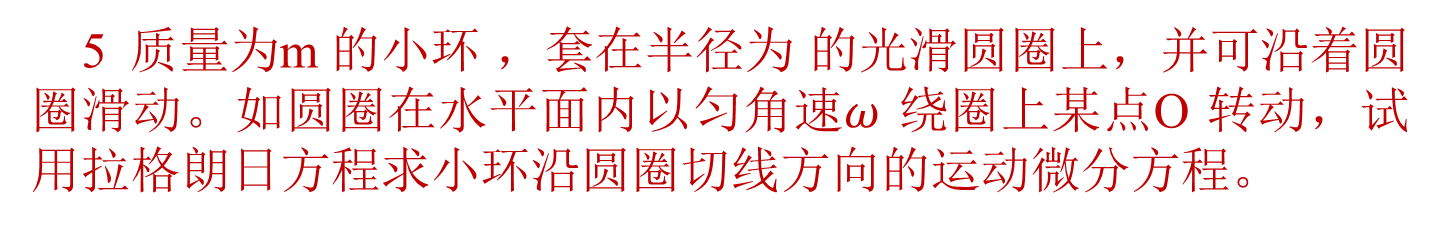 5 质量为m 的小环 ，套在半径为 的光滑圆圈上，并可沿着圆
圈滑动。如圆圈在水平面内以匀角速ω 绕圈上某点O 转动，试
用拉格朗日方程求小环沿圆圈切线方向的运动微分方程。